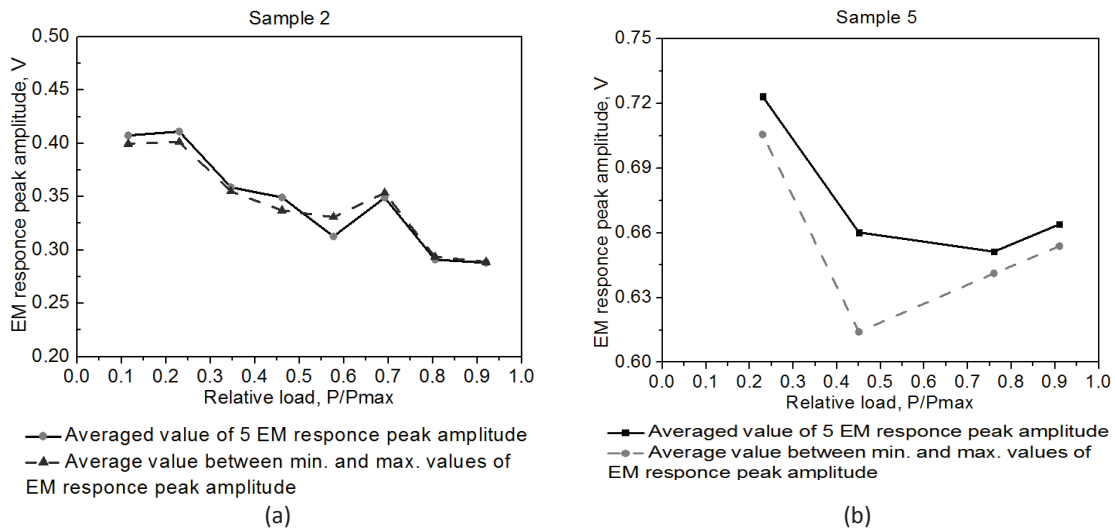 Sample 2
EM responce peak amplitude, V
0.50
0.45
0.40
0.35
0.30
0.25
0.20
0.0 0.1 0.2 0.3 0.4 0.5 0.6 0.7 0.8 0.9 1.0
Relative load, P/Pmax
Averaged value of 5 EM responce peak amplitude
Average value between min. and max. values of
EM responce peak amplitude
(a)
Sample 5
EM responce peak amplitude, V
0.75
0.72
0.69
0.66
0.63
0.60
0.0 0.1 0.2 0.3 0.4 0.5 0.6 0.7 0.8 0.9 1.0
Relative load, P/Pmax
Averaged value of 5 EM responce peak amplitude
Average value between min. and max. values of
EM responce peak amplitude
(b)